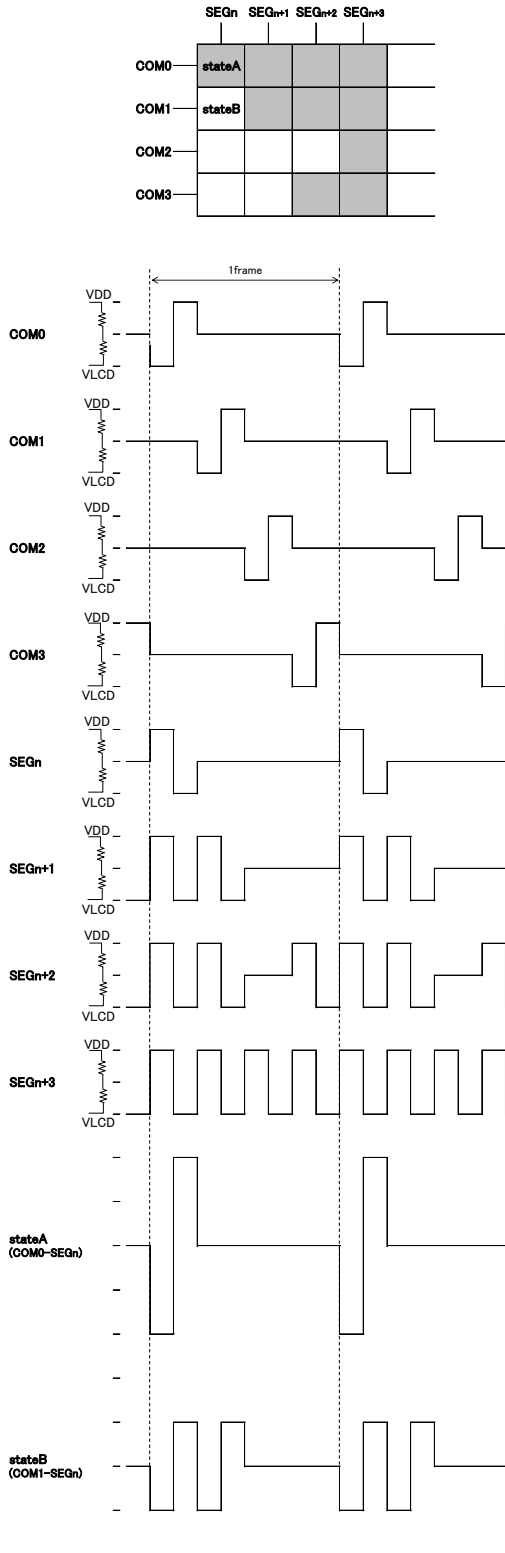 SEGn SEGn+1 SEGn+2 SEGn+3
COM0 stateA
COM1 stateB
COM2
COM3
1frame
VDD
COM0
VLCD
VDD
COM1
VLCD
VDD
COM2
VLCD
VDD
COM3
VLCD
VDD
SEGn
VLCD
VDD
SEGn+1
VLCD
VDD
SEGn+2
VLCD
VDD
SEGn+3
VLCD
stateA
(COM0-SEGn)
stateB
(COM1-SEGn)